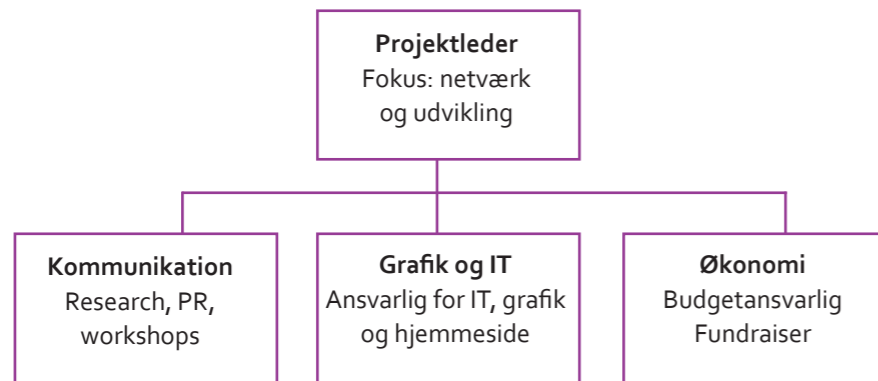 Projektleder
Fokus: netværk
og udvikling
Kommunikation
Research, PR,
workshops
Grafik og IT
Ansvarlig for IT, grafik
og hjemmeside
Økonomi
Budgetansvarlig
Fundraiser